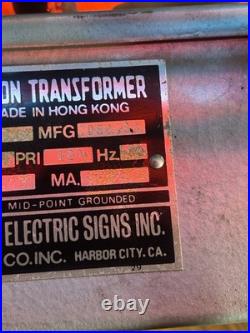 ON TRANSFORMER
ADE IN HONG KONG
MFG
PRI Hz.
MA.
MID-POINT GROUNDED
ELECTRIC SIGNS INC.
CO. INC. HARBOR CITY. CA.